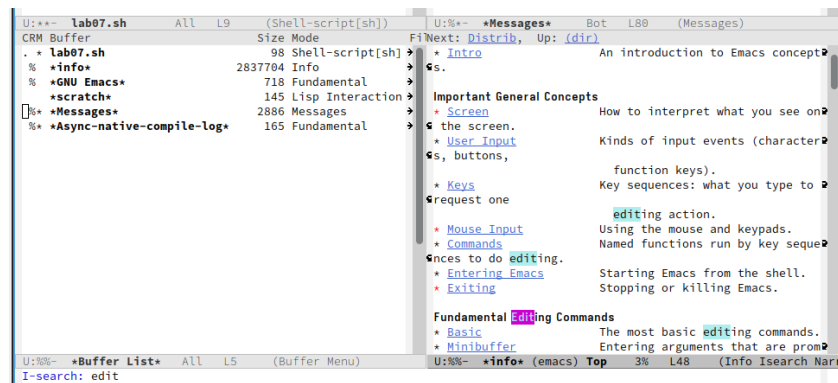 U:**-  lab07.sh       All   L9     (Shell-script[sh])
CRM Buffer                Size Mode             Fi
. * lab07.sh                98 Shell-script[sh]
 %  *info*             2837704 Info
 %  *GNU Emacs*            718 Fundamental
    *scratch*              145 Lisp Interaction
 %* *Messages*            2886 Messages
 %* *Async-native-compile-log*     165 Fundamental
U:%%-  *Buffer List*   All   L5     (Buffer Menu)
U:%*-  *Messages*     Bot   L80    (Messages)
Next: Distrib,  Up: (dir)
* Intro                 An introduction to Emacs concept
s.
Important General Concepts
* Screen                How to interpret what you see on
 the screen.
* User Input            Kinds of input events (character
s, buttons,
                          function keys).
* Keys                  Key sequences: what you type to
request one
                          editing action.
* Mouse Input           Using the mouse and keypads.
* Commands              Named functions run by key seque
nces to do editing.
* Entering Emacs        Starting Emacs from the shell.
* Exiting               Stopping or killing Emacs.
Fundamental Editing Commands
* Basic                 The most basic editing commands.
* Minibuffer            Entering arguments that are prom
U:%%-  *info* (emacs) Top    3%   L48    (Info Isearch Nar
I-search: edit